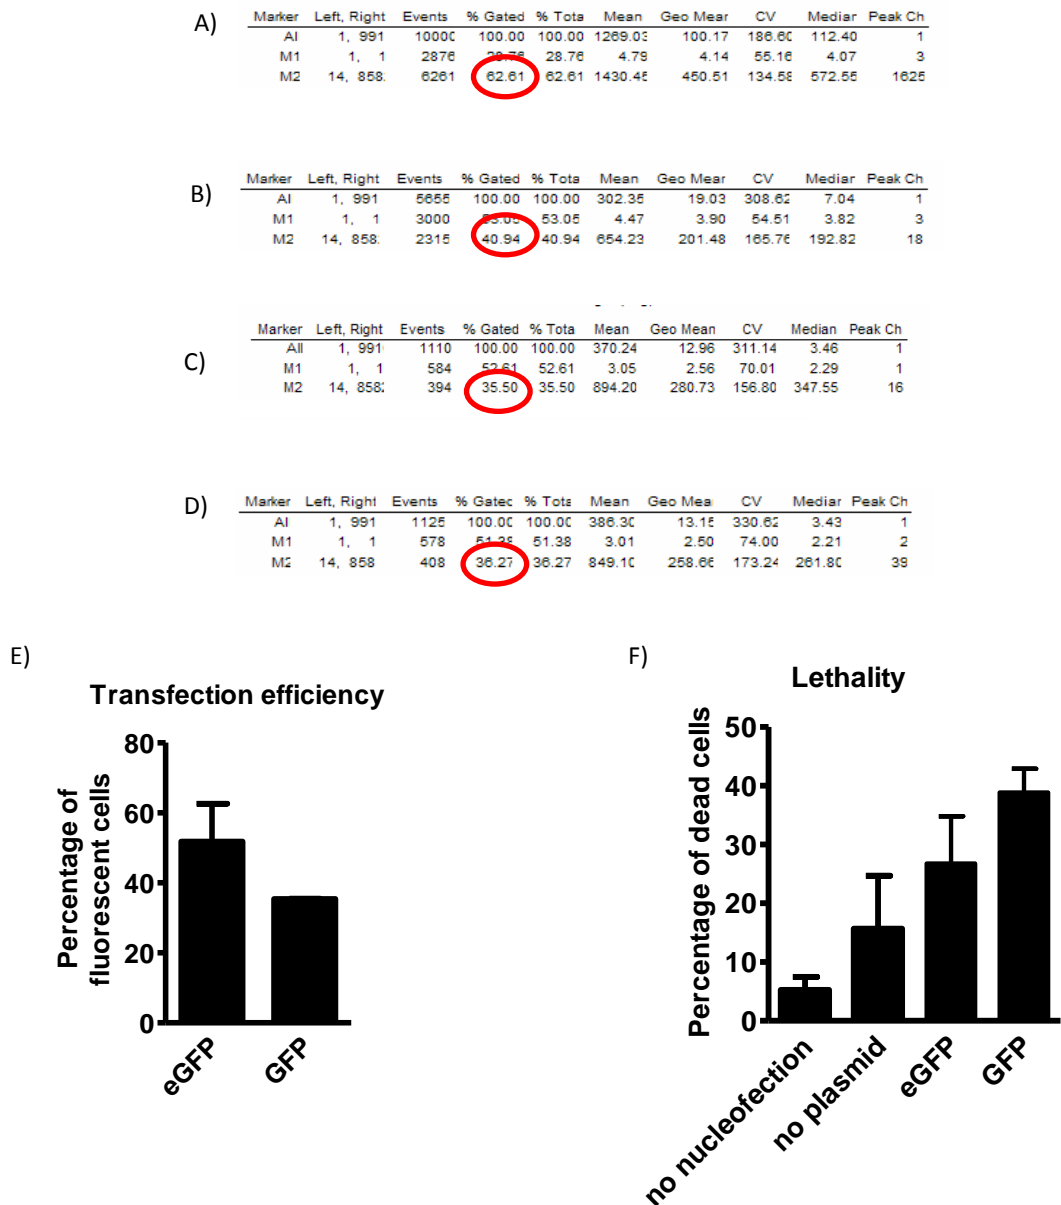 A)
Marker Left, Right Events % Gated % Tota Mean Geo Mear CV Mediar Peak Ch
Al 1, 991 10000 100.00 100.00 1269.03 100.17 186.60 112.40 1
M1 1, 1 2876 28.76 28.76 4.79 4.14 55.16 4.07 3
M2 14, 858 6261 62.61 62.61 1430.45 450.51 134.58 572.55 1625
B)
Marker Left, Right Events % Gated % Tota Mean Geo Mear CV Mediar Peak Ch
Al 1, 991 5655 100.00 100.00 302.35 19.03 308.62 7.04 1
M1 1, 1 3000 53.05 53.05 4.47 3.90 54.51 3.82 3
M2 14, 858 2315 40.94 40.94 654.23 201.48 165.76 192.82 18
C)
Marker Left, Right Events % Gated % Tota Mean Geo Mean CV Median Peak Ch
All 1, 991 1110 100.00 100.00 370.24 12.96 311.14 3.46 1
M1 1, 1 584 52.61 52.61 3.05 2.56 70.01 2.29 1
M2 14, 8582 394 35.50 35.50 894.20 280.73 156.80 347.55 16
D)
Marker Left, Right Events % Gated % Tota Mean Geo Mea CV Mediar Peak Ch
Al 1, 991 1125 100.00 100.00 386.30 13.15 330.62 3.43 1
M1 1, 1 578 51.38 51.38 3.01 2.50 74.00 2.21 2
M2 14, 858 408 36.27 36.27 849.10 258.66 173.24 261.80 39
E)
Transfection efficiency
Percentage of
fluorescent cells
80
60
40
20
0
eGFP
GFP
F)
Lethality
Percentage of dead cells
50
40
30
20
10
0
no nucleofection
no plasmid
eGFP
GFP